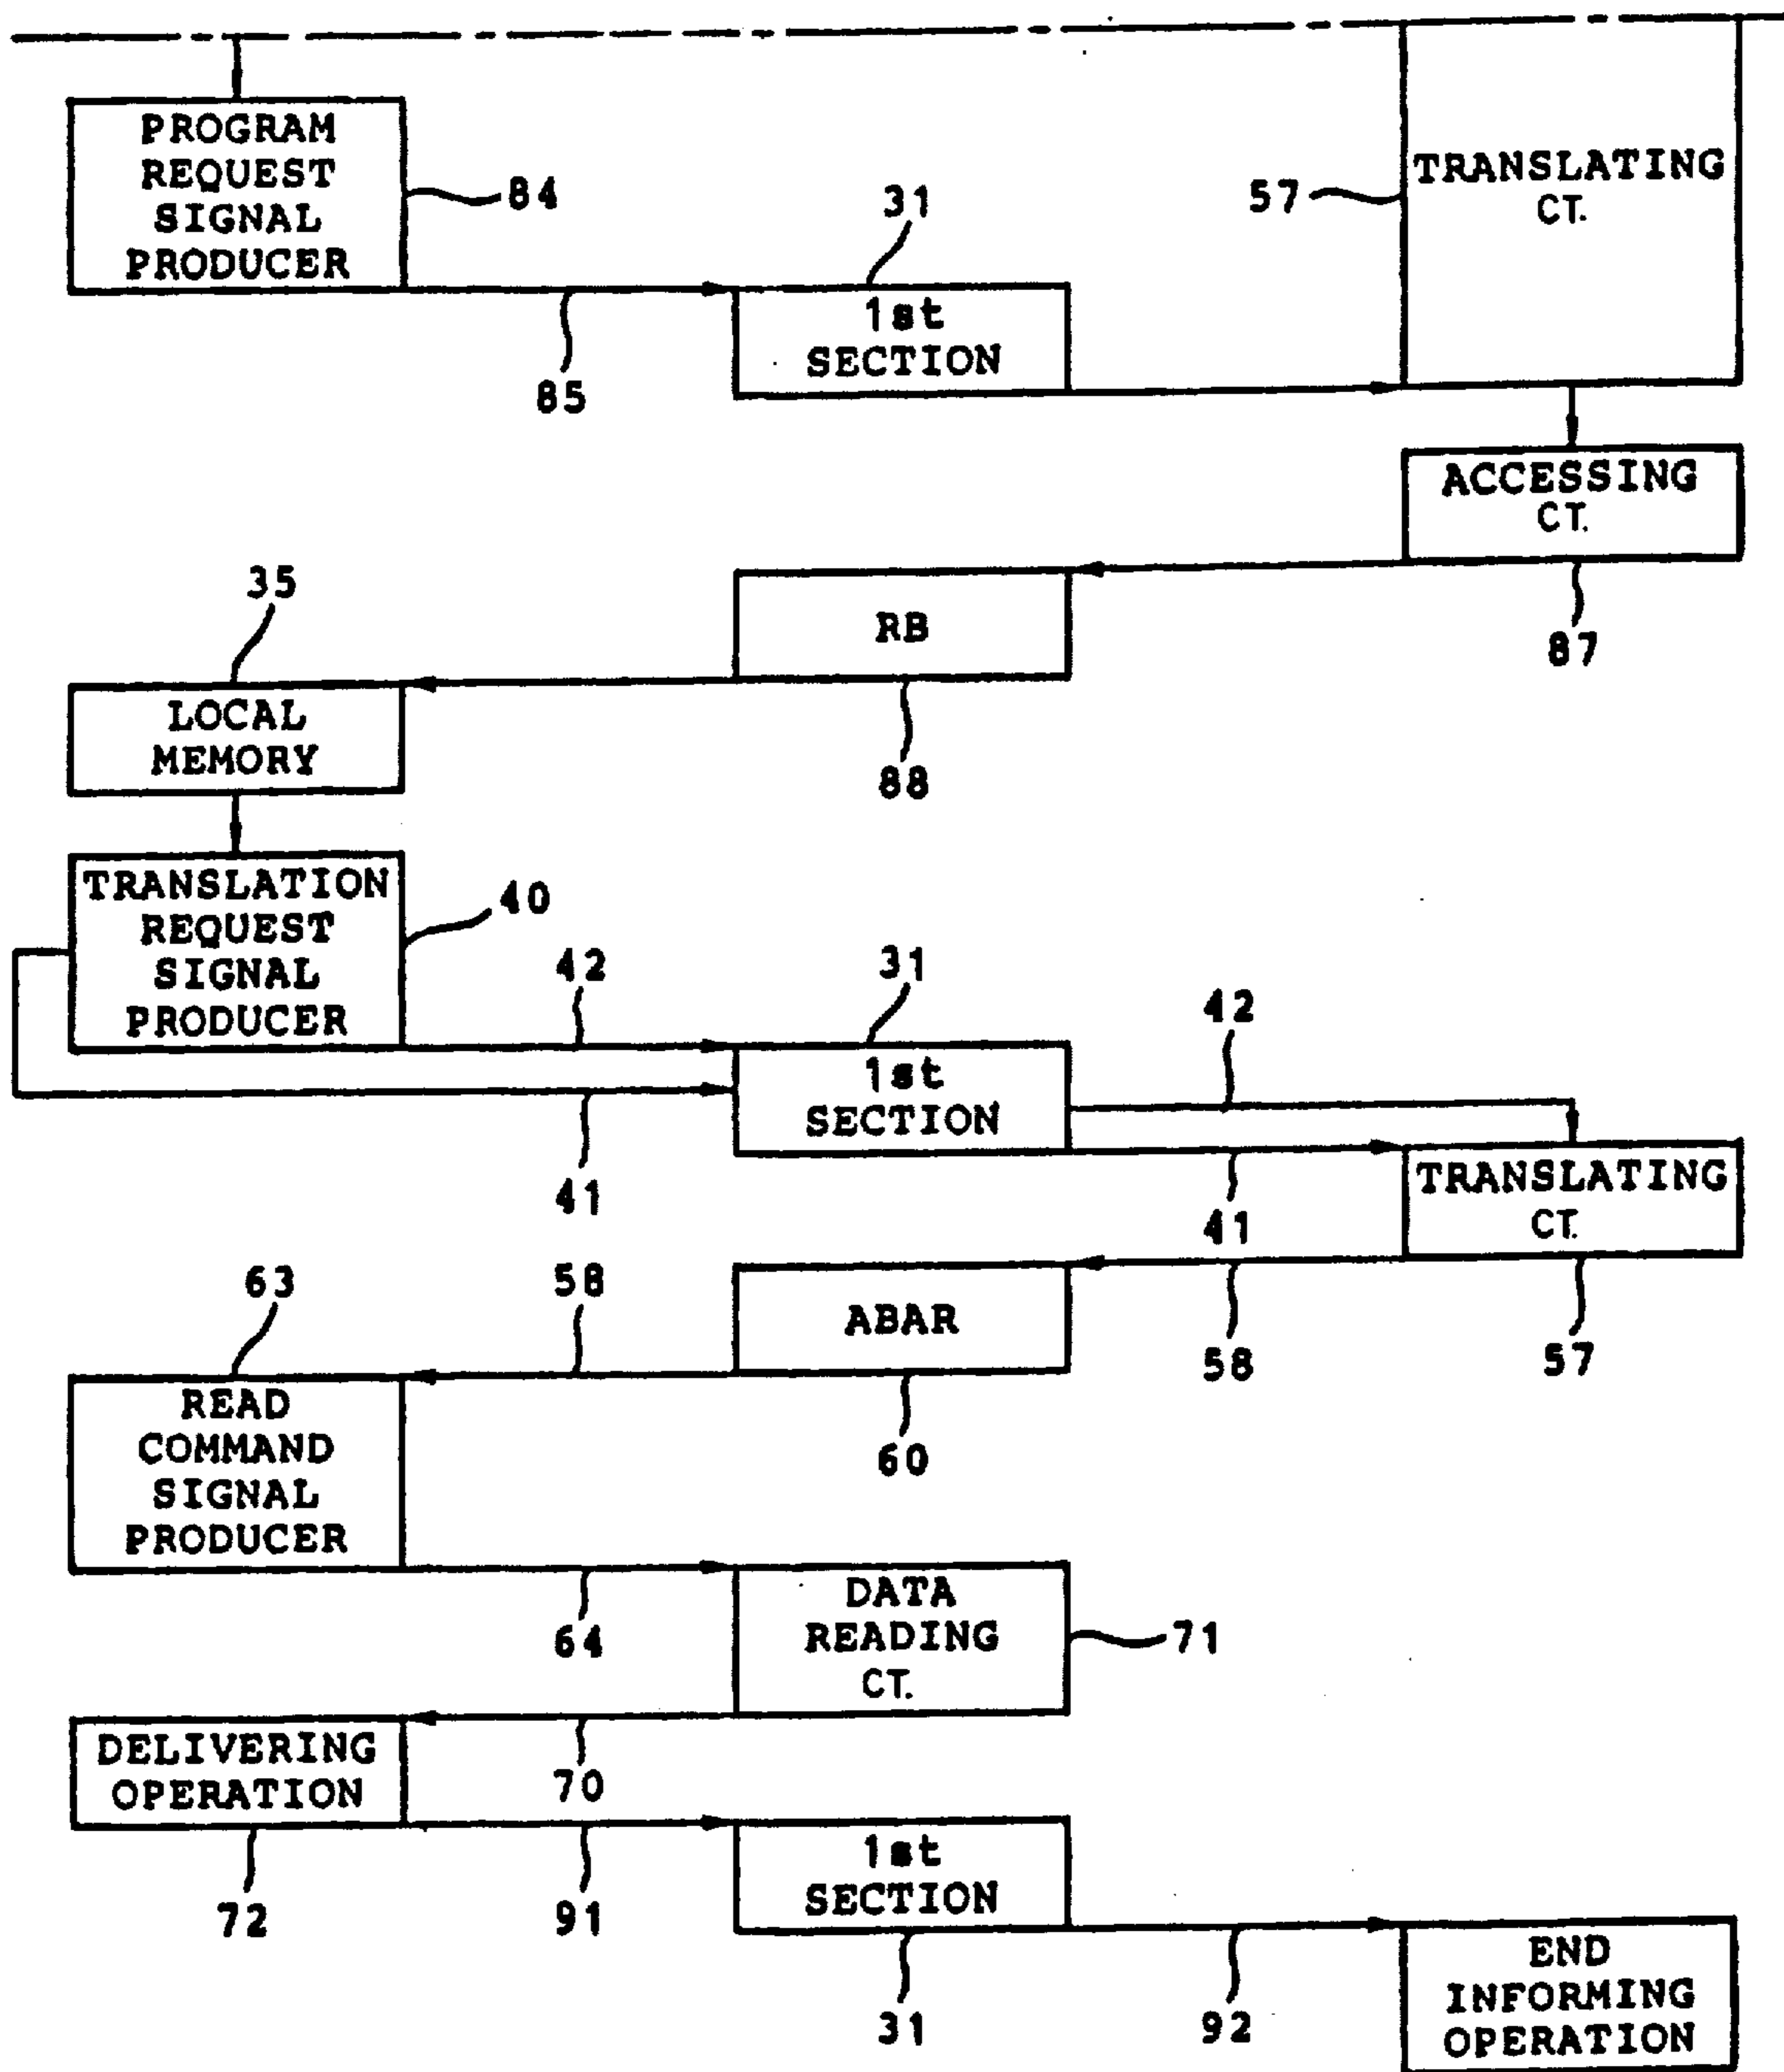 PROGRAM
REQUEST
SIGNAL
PRODUCER
84
31
57
TRANSLATING
CT.
85
1st
SECTION
ACCESSING
CT.
87
35
RB
88
LOCAL
MEMORY
TRANSLATION
REQUEST
SIGNAL
PRODUCER
40
42
31
42
1st
SECTION
41
41
TRANSLATING
CT.
57
63
58
ABAR
58
60
READ
COMMAND
SIGNAL
PRODUCER
64
DATA
READING
CT.
71
DELIVERING
OPERATION
70
72
91
1st
SECTION
31
92
END
INFORMING
OPERATION